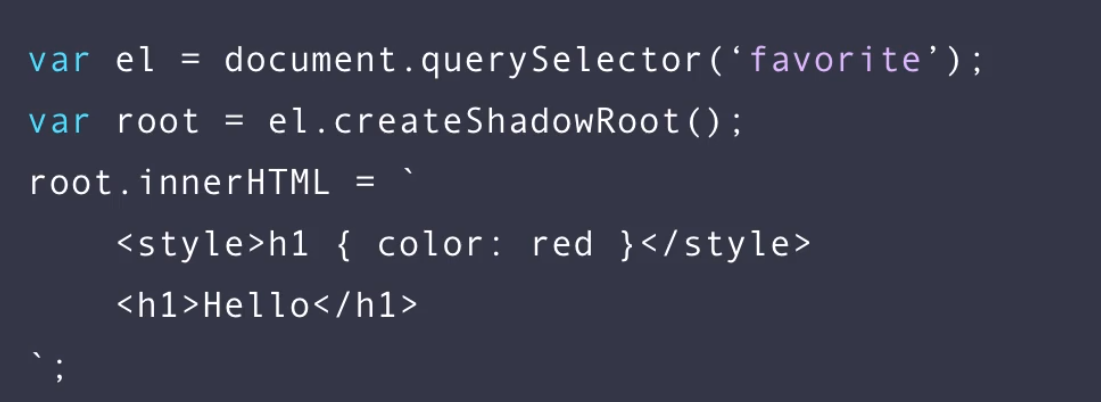 var el = document.querySelector(‘favorite’);
var root = el.createShadowRoot();
root.innerHTML = `
    <style>h1 { color: red }</style>
    <h1>Hello</h1>
`;